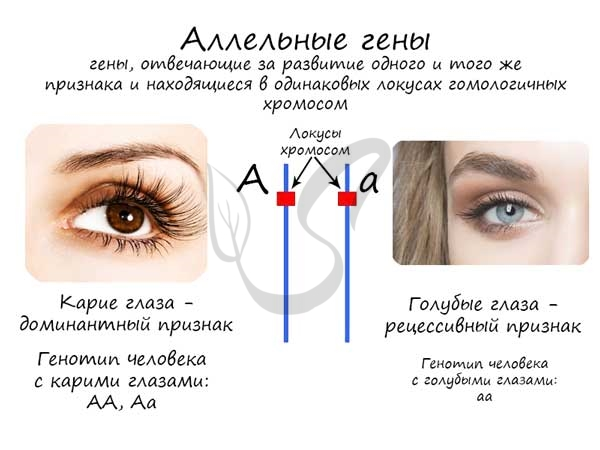 Аллельные гены
гены, отвечающие за развитие одного и того же
признака и находящиеся в одинаковых локусах гомологичных
хромосом
Локусы
хромосом
А
а
Карие глаза -
доминантный признак
Генотип человека
с карими глазами:
АА, Аа
Голубые глаза -
рецессивный признак
Генотип человека
с голубыми глазами:
аа